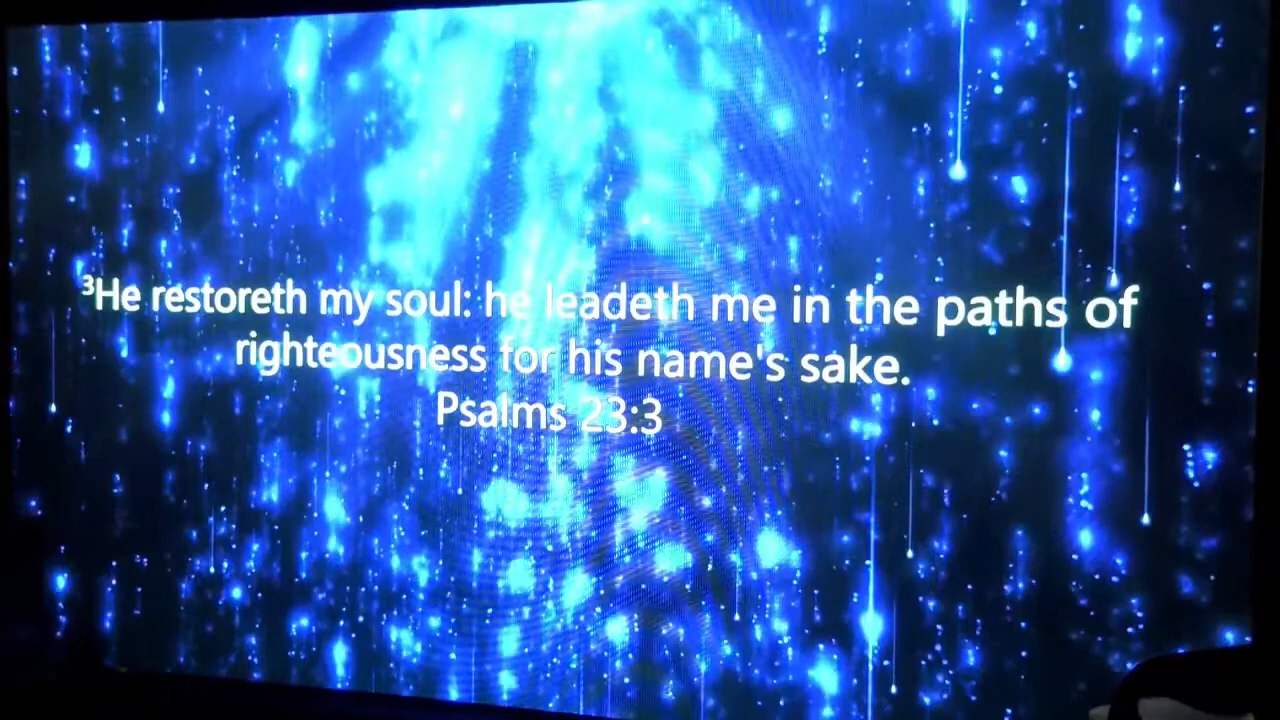 ³He restoreth my soul: he leadeth me in the paths of
righteousness for his name's sake.
Psalms 23:3